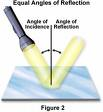 Equal Angles of Reflection
Angle of Incidence
Angle of Reflection
Figure 2